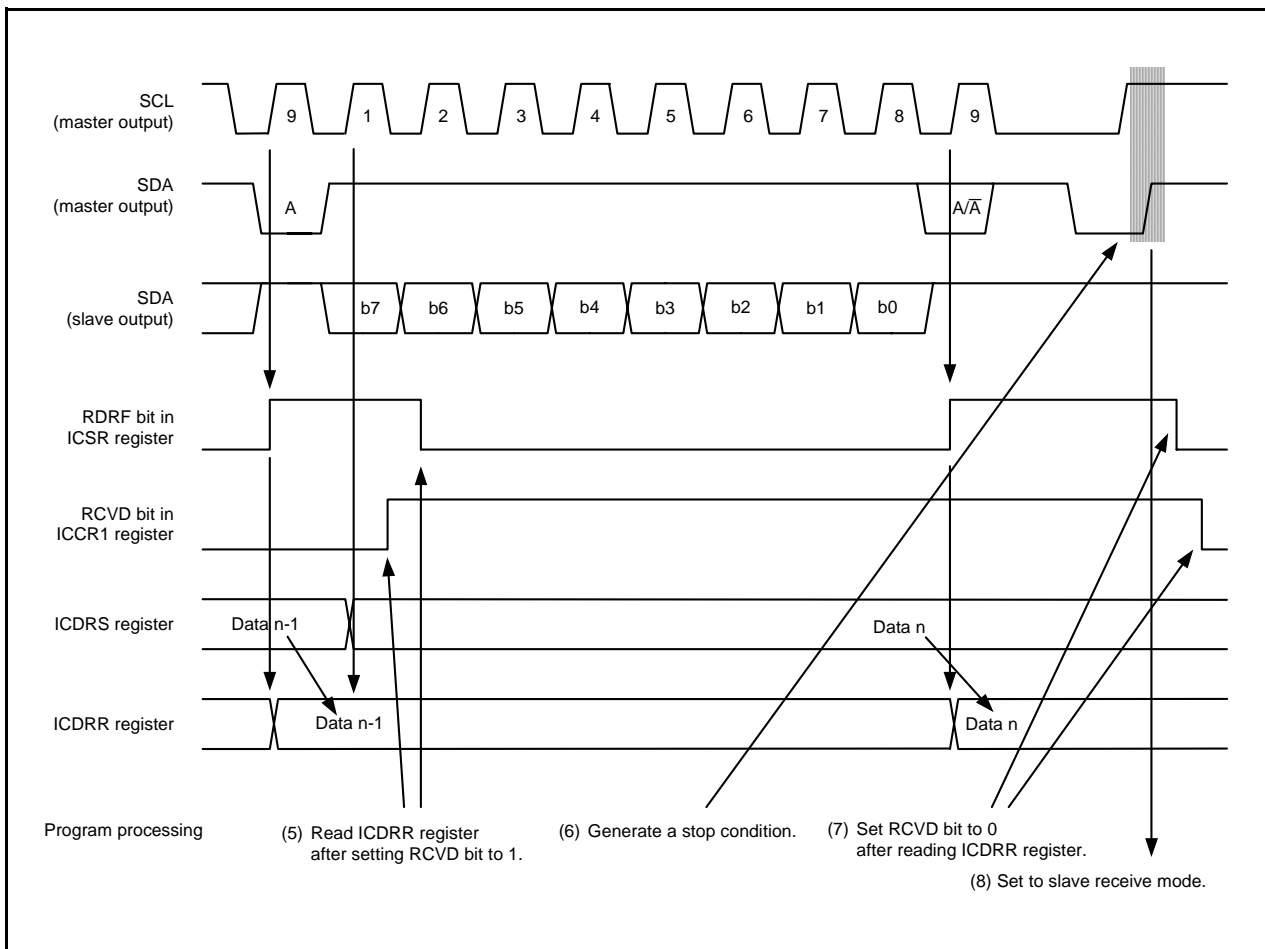 SCL
(master output)
9 1 2 3 4 5 6 7 8 9
SDA
(master output)
A A/A̅
SDA
(slave output)
b7 b6 b5 b4 b3 b2 b1 b0
RDRF bit in
ICSR register
RCVD bit in
ICCR1 register
ICDRS register
Data n-1 Data n
ICDRR register
Data n-1 Data n
Program processing
(5) Read ICDRR register
after setting RCVD bit to 1.
(6) Generate a stop condition.
(7) Set RCVD bit to 0
after reading ICDRR register.
(8) Set to slave receive mode.